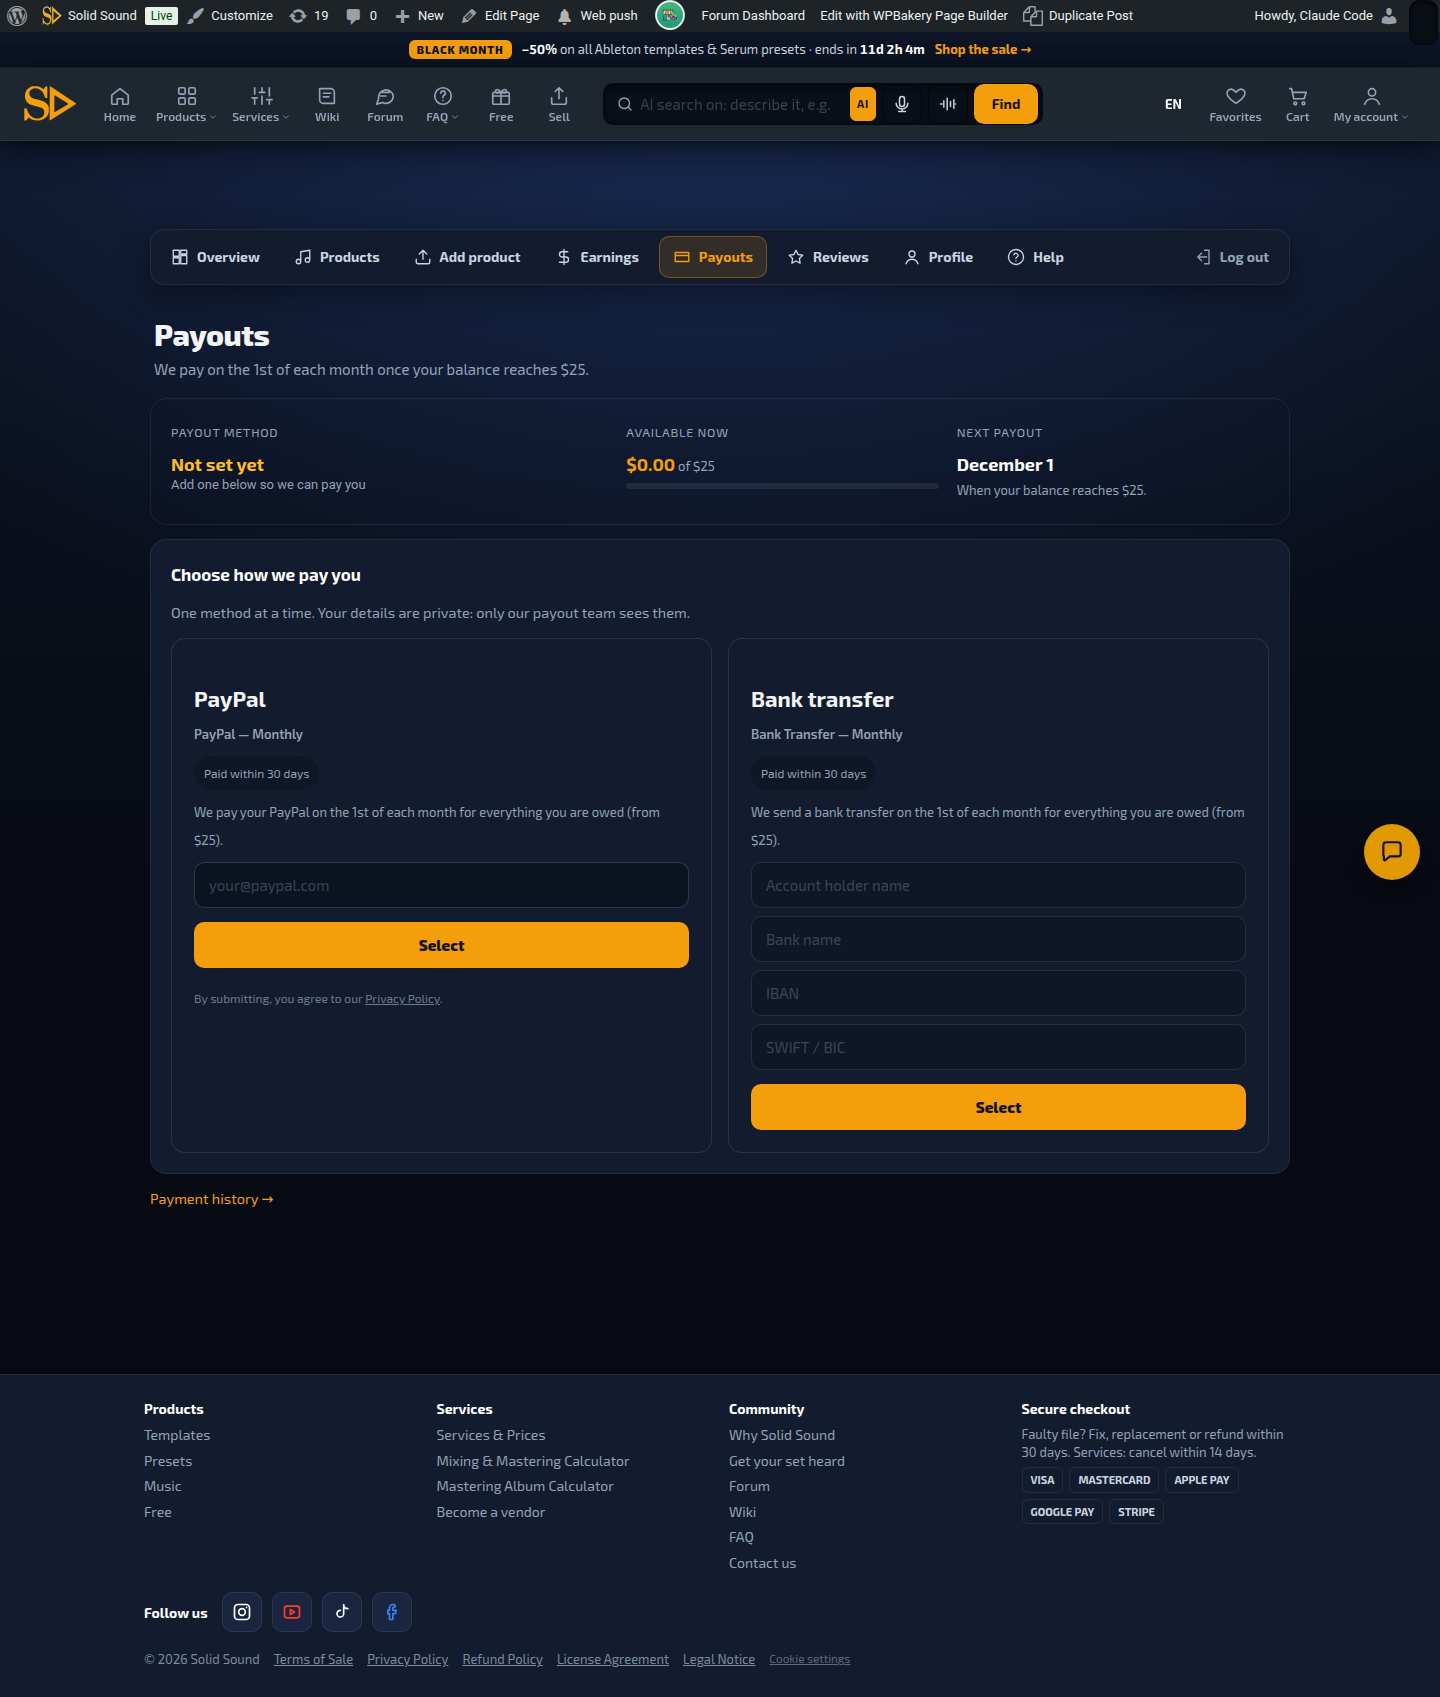 Solid Sound Live Customize 19 0 New Edit Page Web push Forum Dashboard Edit with WPBakery Page Builder Duplicate Post Howdy, Claude Code
BLACK MONTH −50% on all Ableton templates & Serum presets · ends in 11d 2h 4m Shop the sale →
SD Home Products Services Wiki Forum FAQ Free Sell AI search on: describe it, e.g. AI Find EN Favorites Cart My account
Overview Products Add product Earnings Payouts Reviews Profile Help Log out
Payouts
We pay on the 1st of each month once your balance reaches $25.
PAYOUT METHOD AVAILABLE NOW NEXT PAYOUT
Not set yet $0.00 of $25 December 1
Add one below so we can pay you When your balance reaches $25.
Choose how we pay you
One method at a time. Your details are private: only our payout team sees them.
PayPal
PayPal — Monthly
Paid within 30 days
We pay your PayPal on the 1st of each month for everything you are owed (from
$25).
your@paypal.com
Select
By submitting, you agree to our Privacy Policy.
Bank transfer
Bank Transfer — Monthly
Paid within 30 days
We send a bank transfer on the 1st of each month for everything you are owed (from
$25).
Account holder name
Bank name
IBAN
SWIFT / BIC
Select
Payment history →
Products
Templates
Presets
Music
Free
Services
Services & Prices
Mixing & Mastering Calculator
Mastering Album Calculator
Become a vendor
Community
Why Solid Sound
Get your set heard
Forum
Wiki
FAQ
Contact us
Secure checkout
Faulty file? Fix, replacement or refund within
30 days. Services: cancel within 14 days.
VISA MASTERCARD APPLE PAY
GOOGLE PAY STRIPE
Follow us
© 2026 Solid Sound Terms of Sale Privacy Policy Refund Policy License Agreement Legal Notice Cookie settings